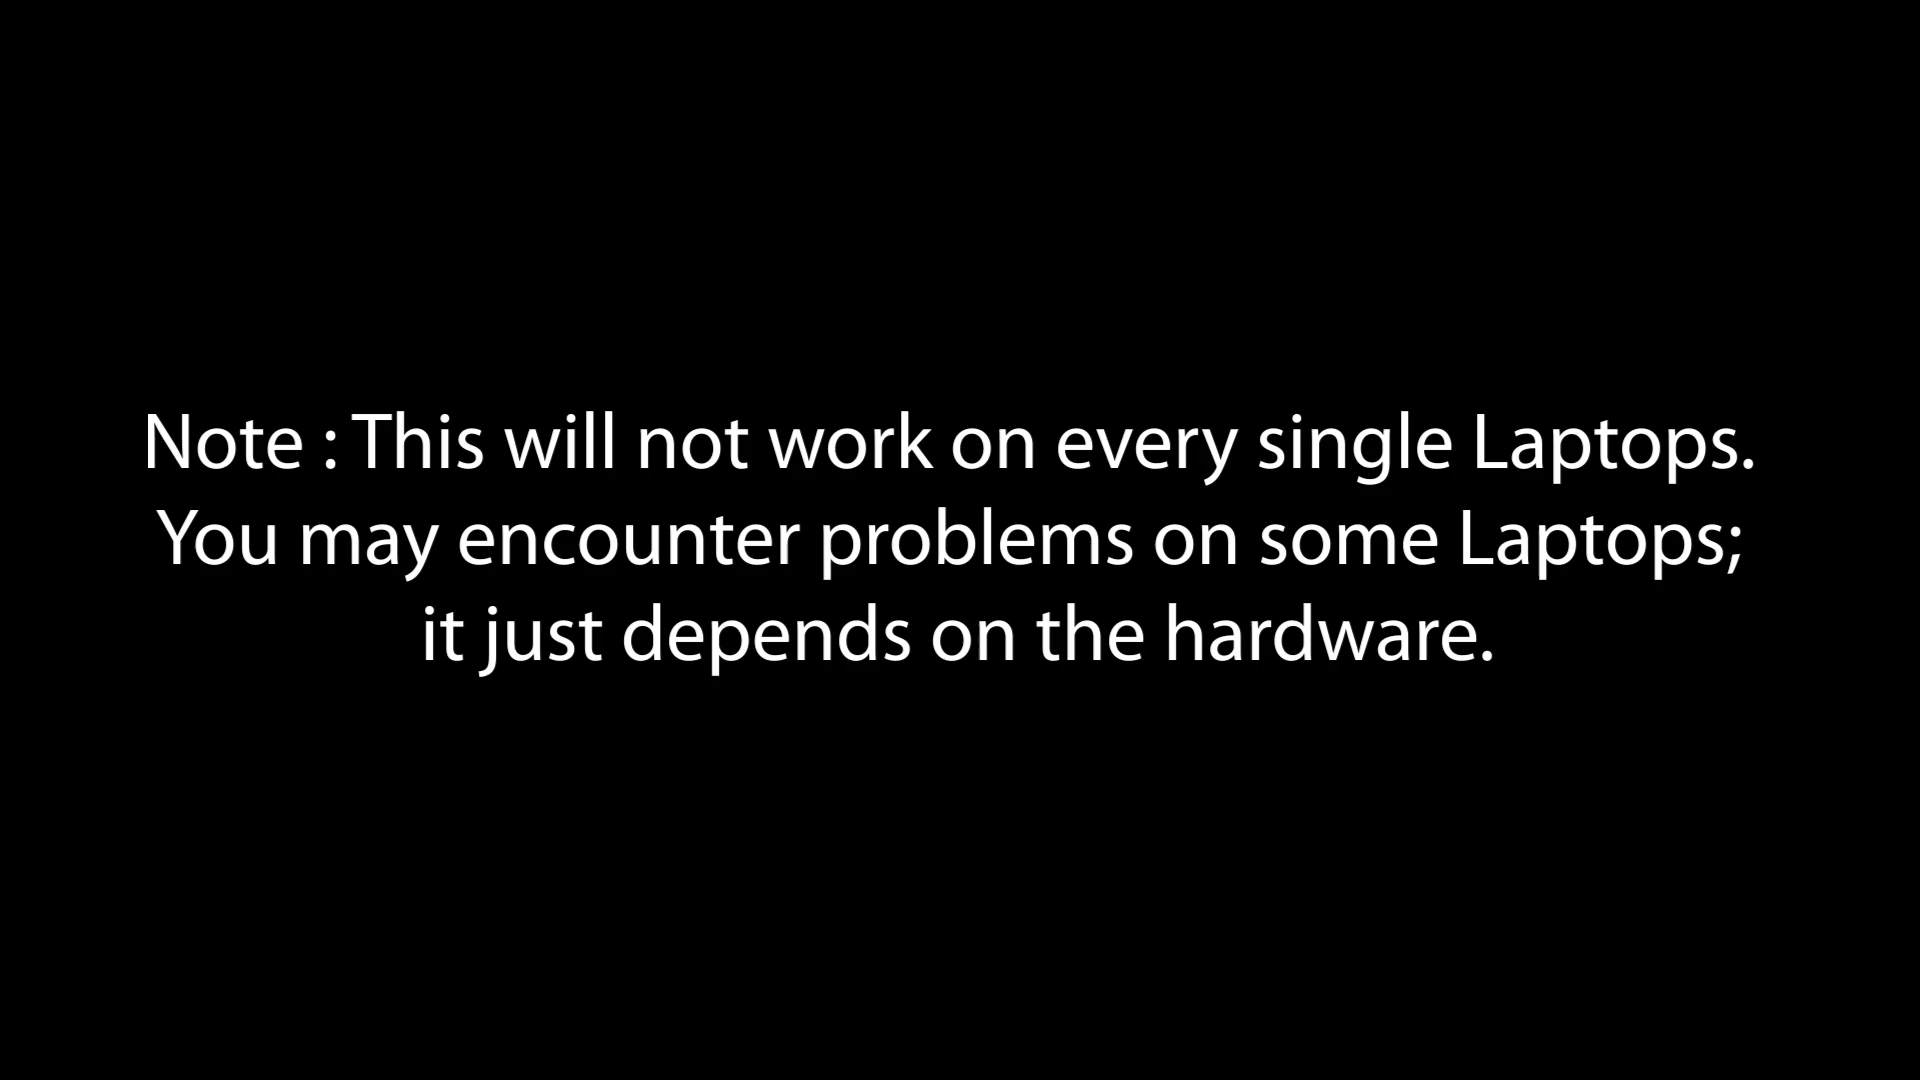 Note : This will not work on every single Laptops.
You may encounter problems on some Laptops;
it just depends on the hardware.